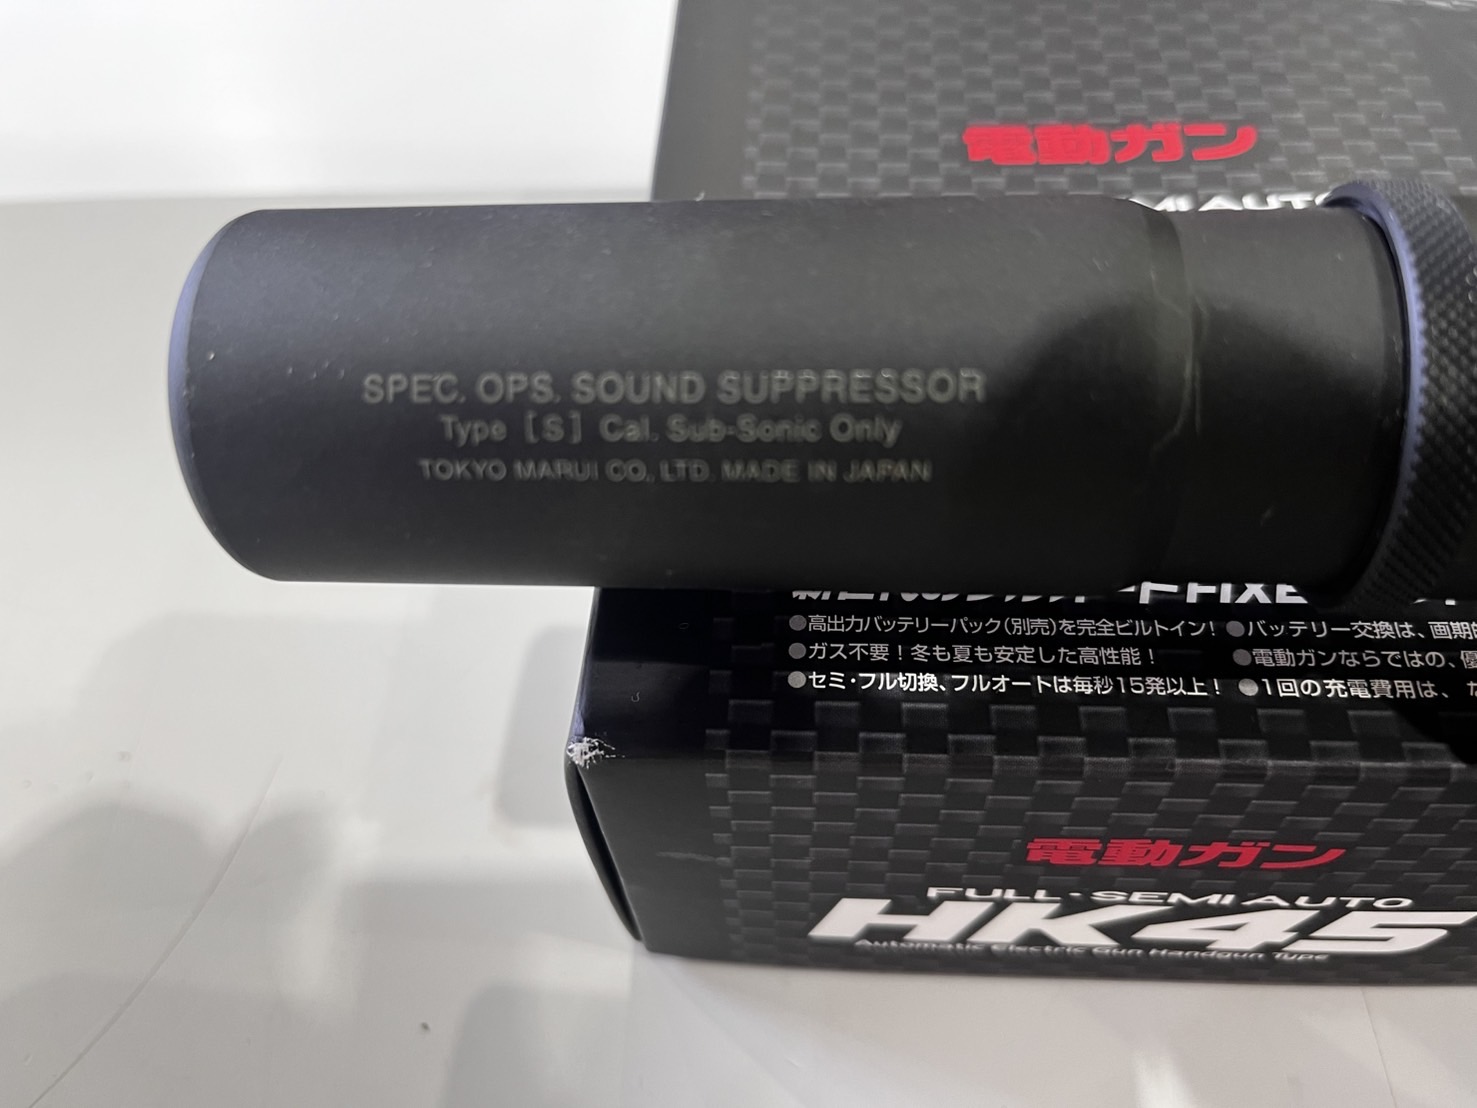 電動ガン
SPEC. OPS. SOUND SUPPRESSOR
Type [S] Cal. Sub-Sonic Only
TOKYO MARUI CO., LTD. MADE IN JAPAN
●高出力バッテリーパック（別売）を完全ビルトイン！ ●バッテリー交換は、画期的
●ガス不要！冬も夏も安定した高性能！ ●電動ガンならではの、優
●セミ・フル切換、フルオートは毎秒15発以上！ ●1回の充電費用は、
電動ガン
FULL・SEMI AUTO
HK45
Automatic Electric Gun Handgun Type